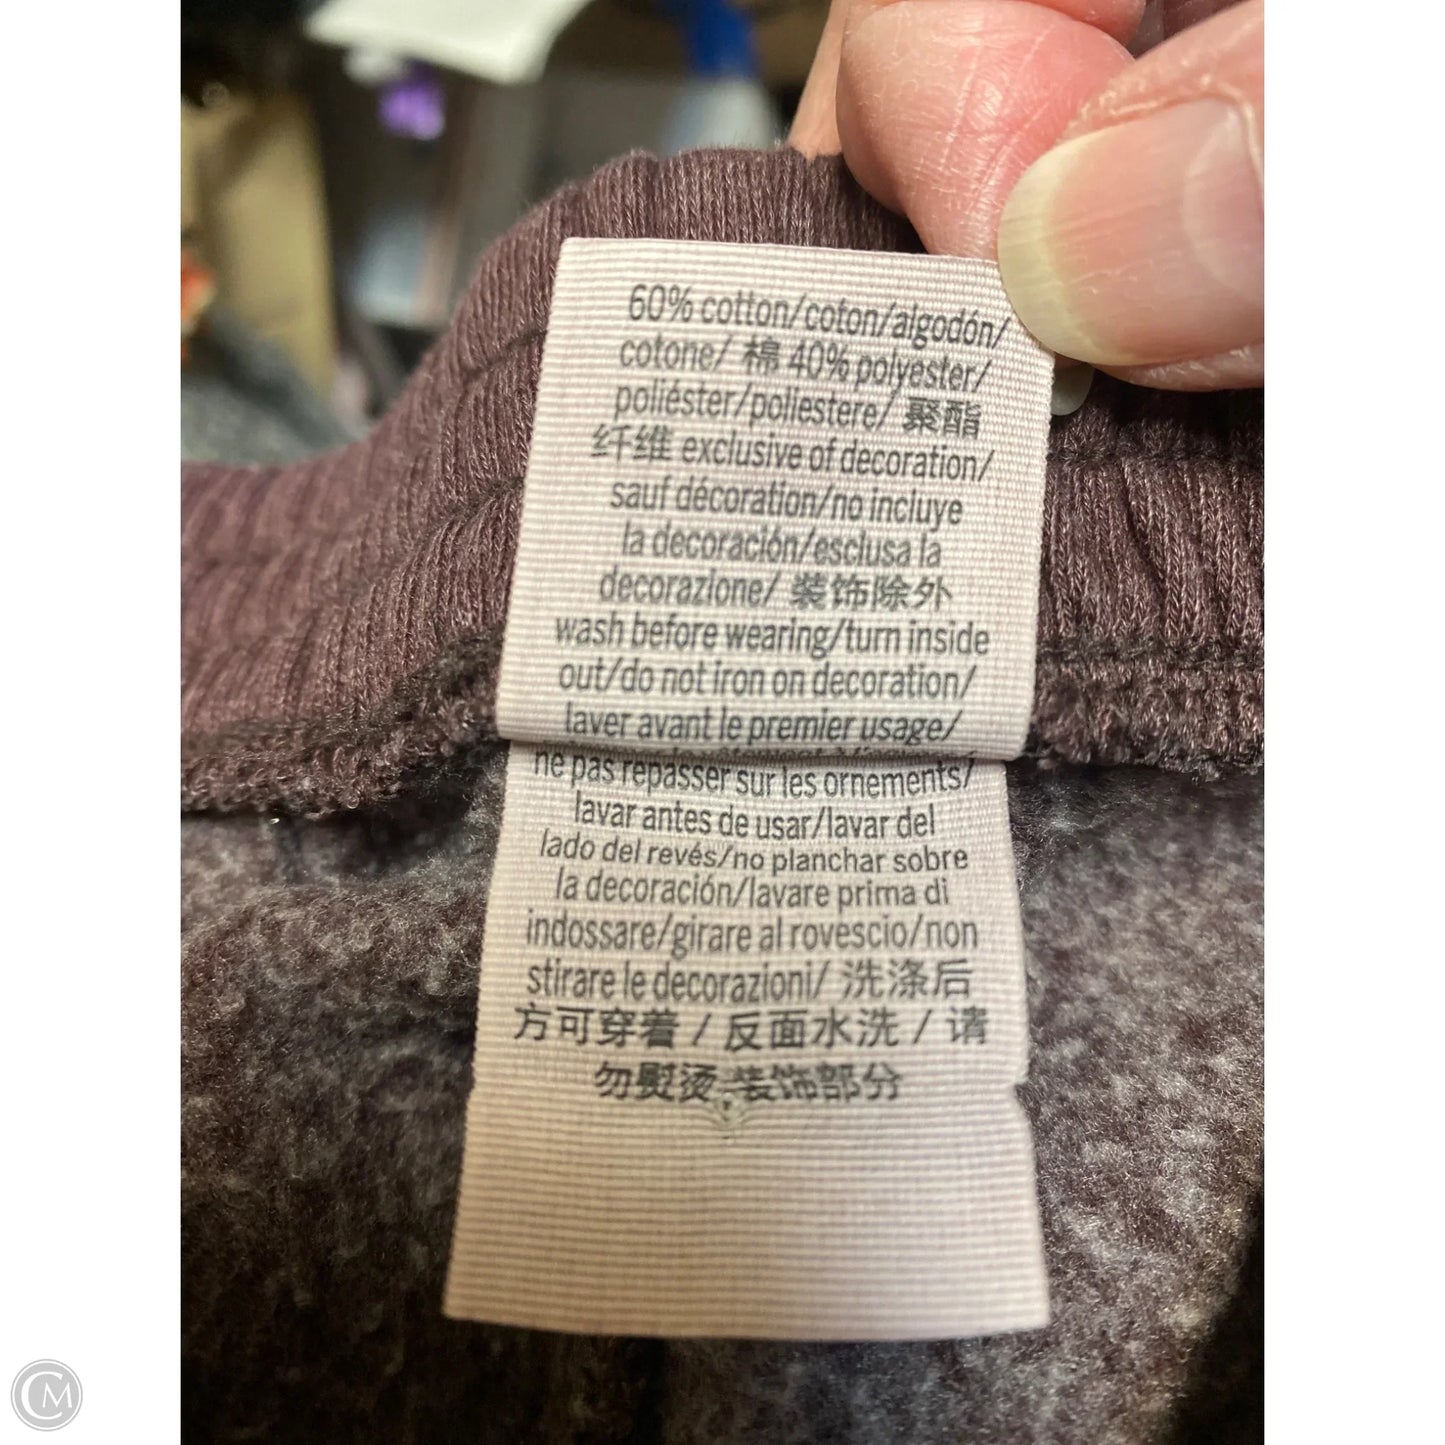 60% cotton/coton/algodón/
cotone/ 棉 40% polyester/
poliéster/poliestere/ 聚酯
纤维 exclusive of decoration/
sauf décoration/no incluye
la decoración/esclusa la
decorazione/ 装饰除外
wash before wearing/turn inside
out/do not iron on decoration/
laver avant le premier usage/
ne pas repasser sur les ornements/
lavar antes de usar/lavar del
lado del revés/no planchar sobre
la decoración/lavare prima di
indossare/girare al rovescio/non
stirare le decorazioni/ 洗涤后
方可穿着 / 反面水洗 / 请
勿熨烫 装饰部分
CM